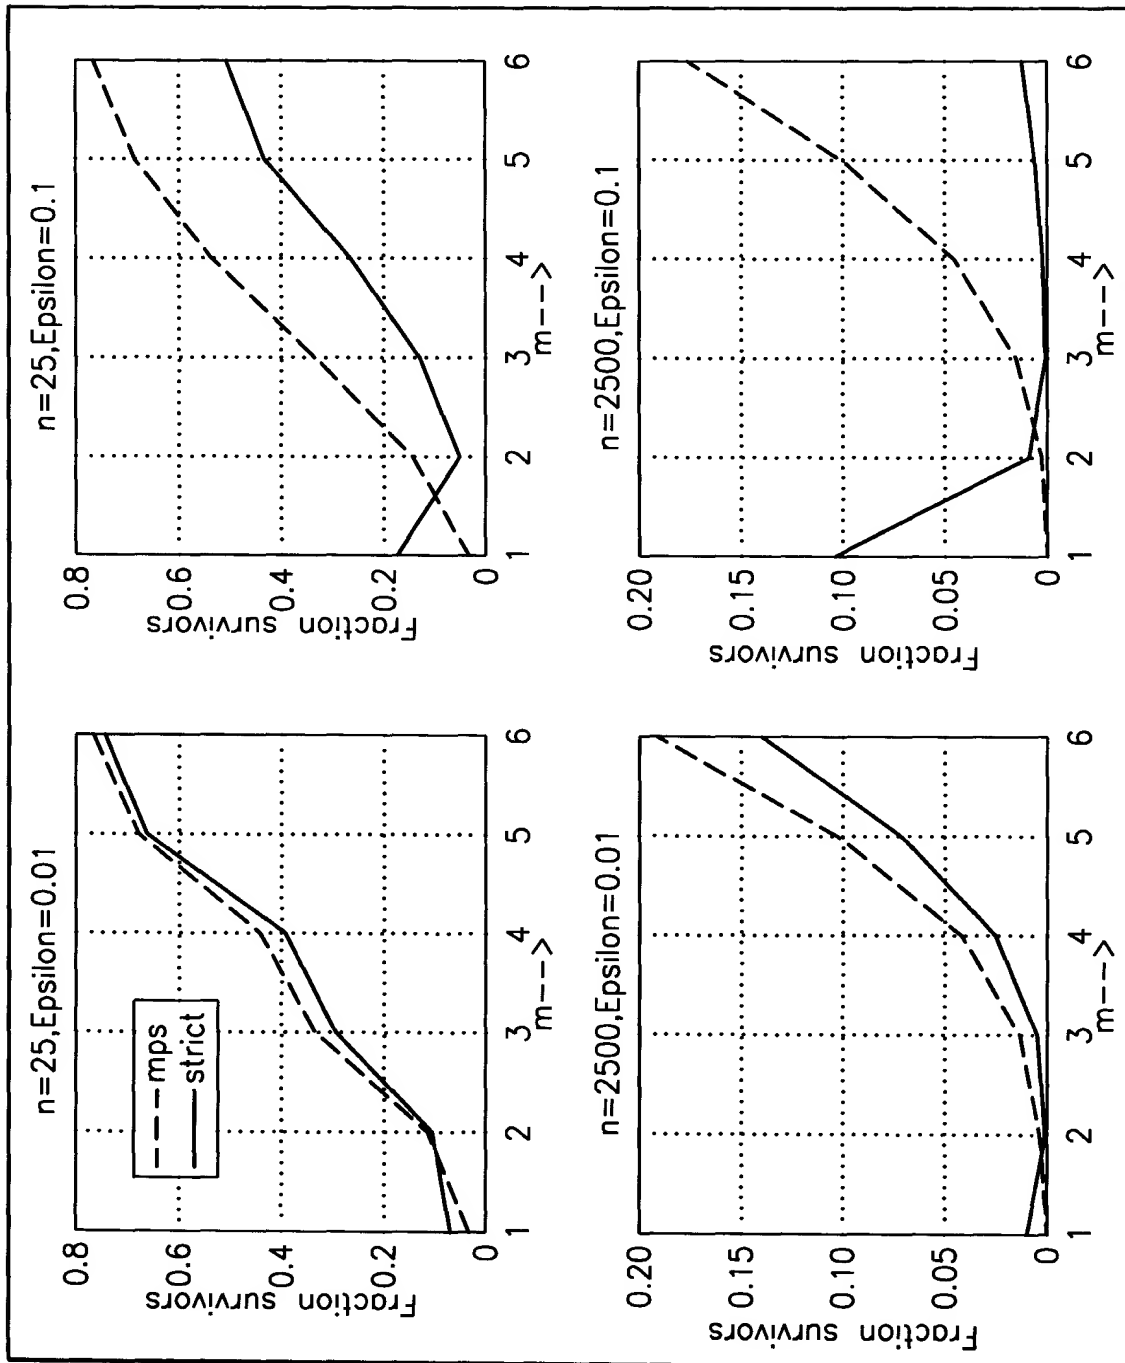 n=25,Epsilon=0.01
Fraction survivors
0.8
0.6
0.4
0.2
0
mps
strict
1 2 3 4 5 6
m--->
n=25,Epsilon=0.1
Fraction survivors
0.8
0.6
0.4
0.2
0
1 2 3 4 5 6
m--->
n=2500,Epsilon=0.01
Fraction survivors
0.20
0.15
0.10
0.05
0
1 2 3 4 5 6
m--->
n=2500,Epsilon=0.1
Fraction survivors
0.20
0.15
0.10
0.05
0
1 2 3 4 5 6
m--->